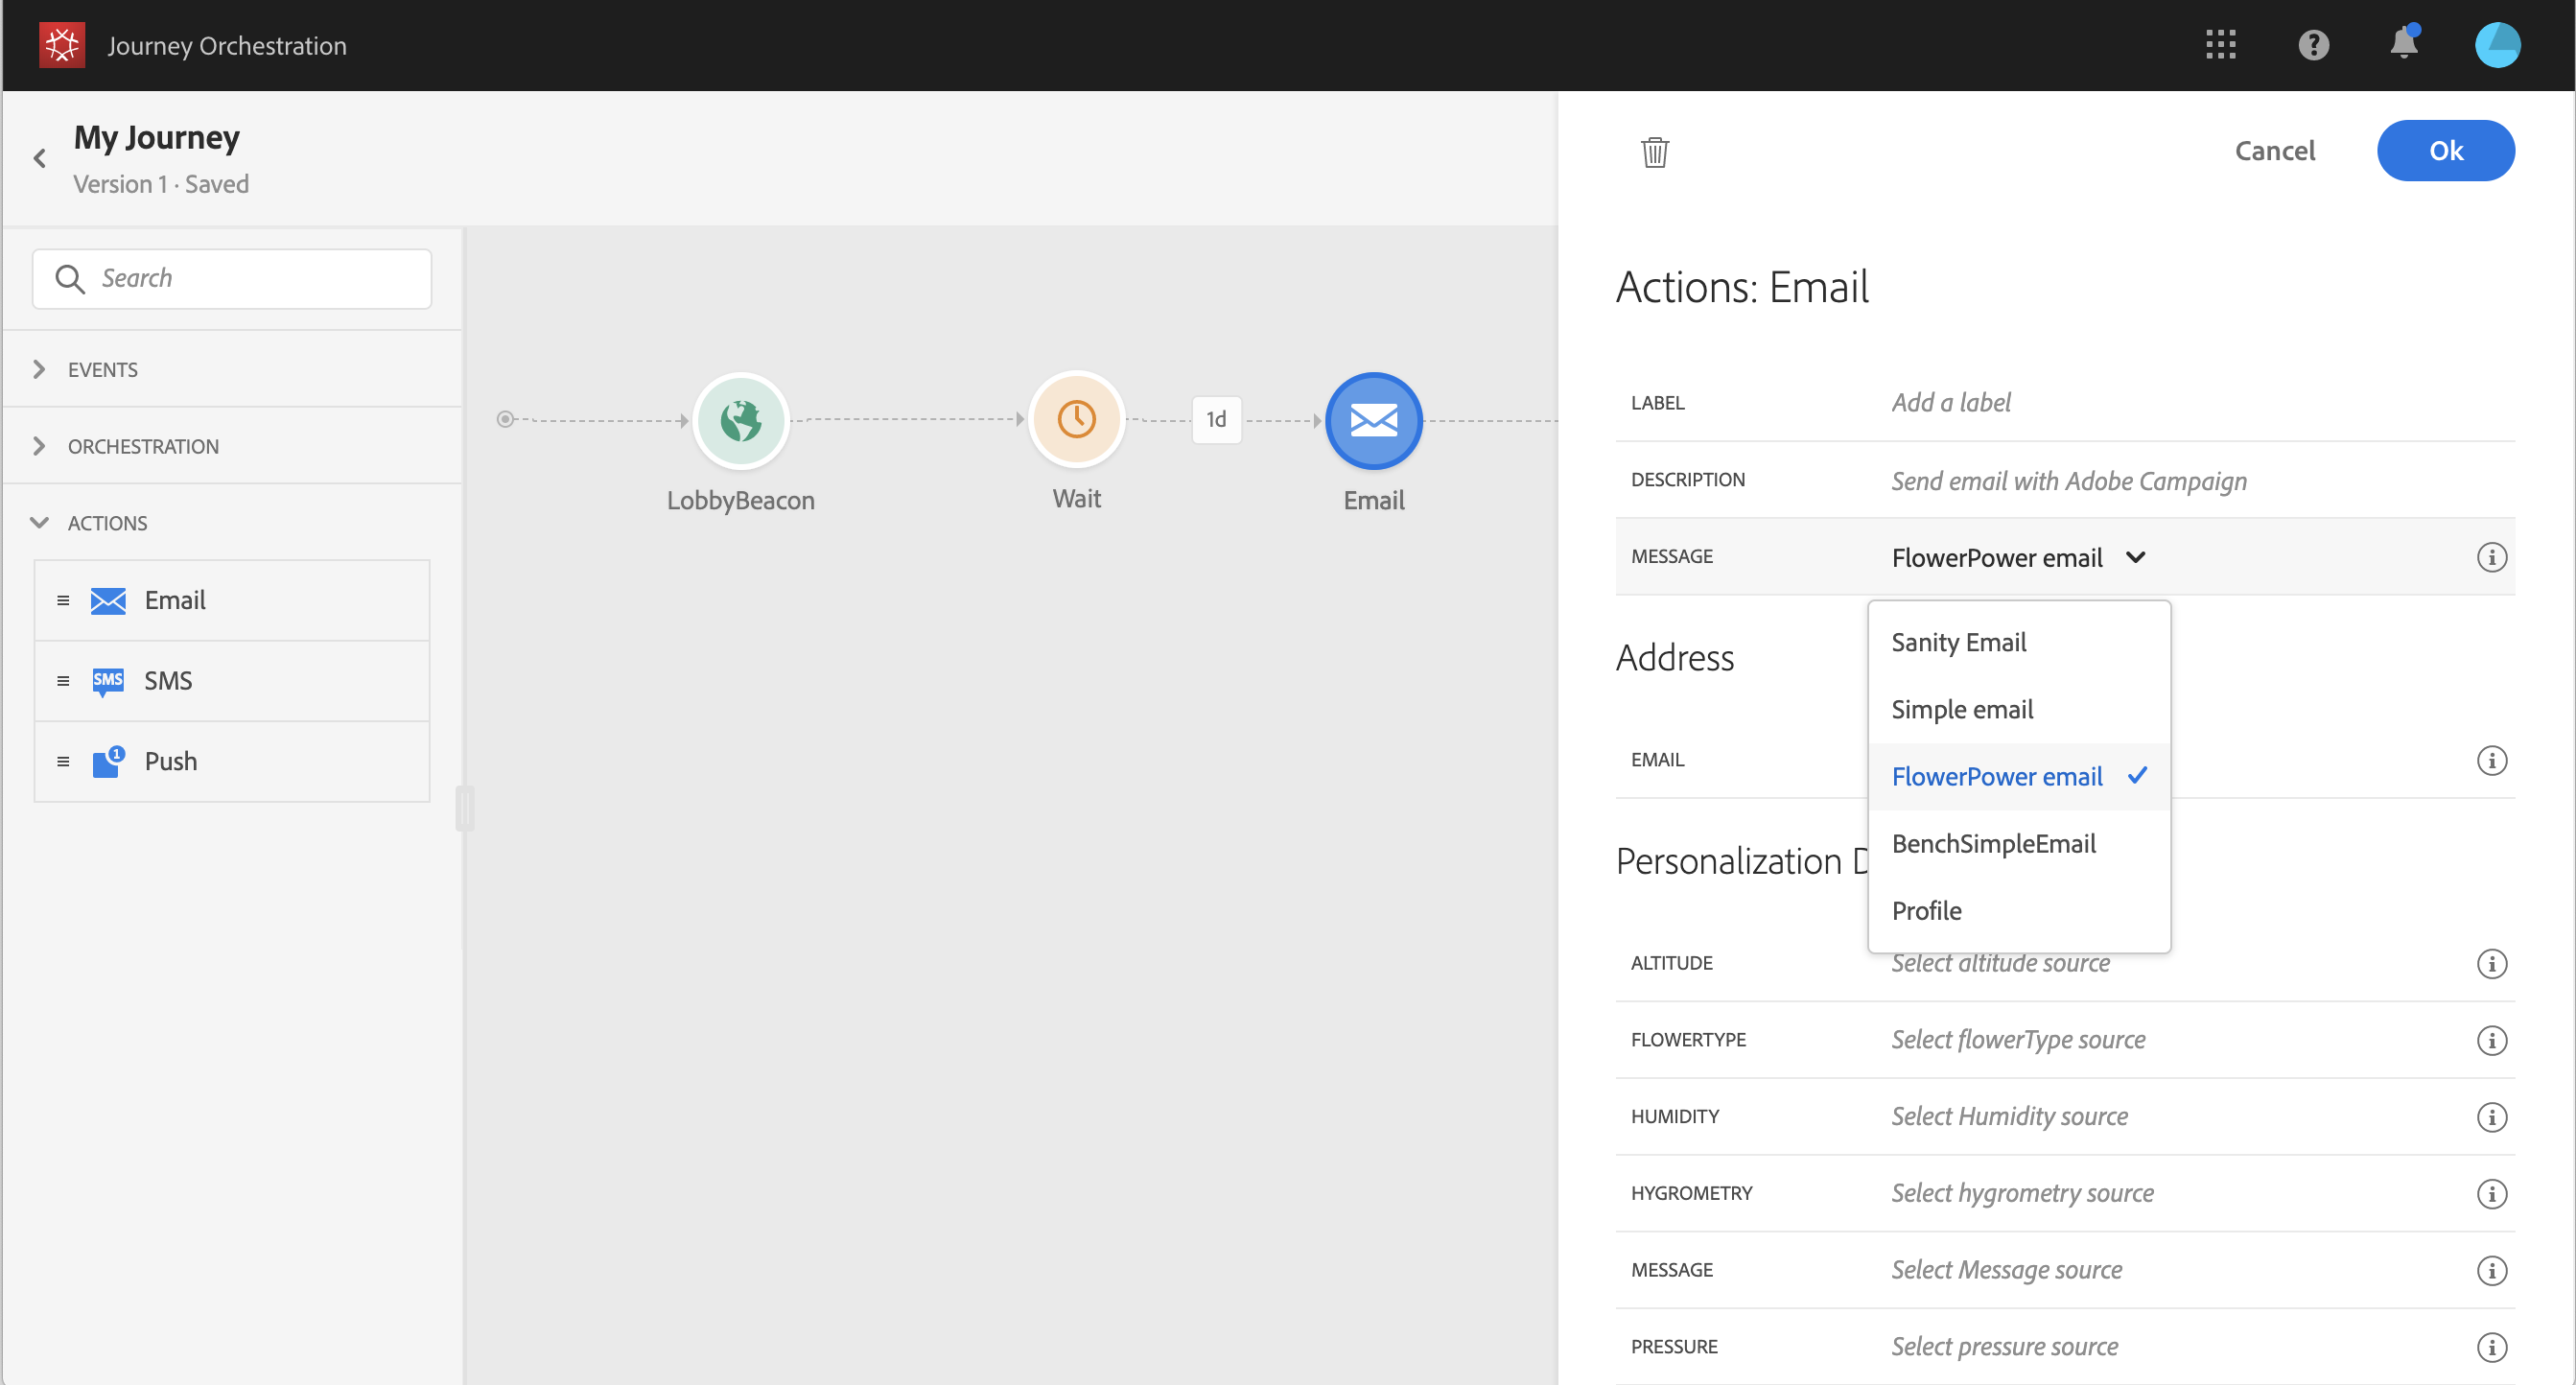 Journey Orchestration
My Journey
Version 1 · Saved
Search
EVENTS
ORCHESTRATION
ACTIONS
Email
SMS
SMS
1
Push
LobbyBeacon
Wait
1d
Email
Cancel
Ok
Actions: Email
LABEL
Add a label
DESCRIPTION
Send email with Adobe Campaign
MESSAGE
FlowerPower email
Sanity Email
Simple email
FlowerPower email
BenchSimpleEmail
Profile
Address
EMAIL
Personalization D
ALTITUDE
Select altitude source
FLOWERTYPE
Select flowerType source
HUMIDITY
Select Humidity source
HYGROMETRY
Select hygrometry source
MESSAGE
Select Message source
PRESSURE
Select pressure source